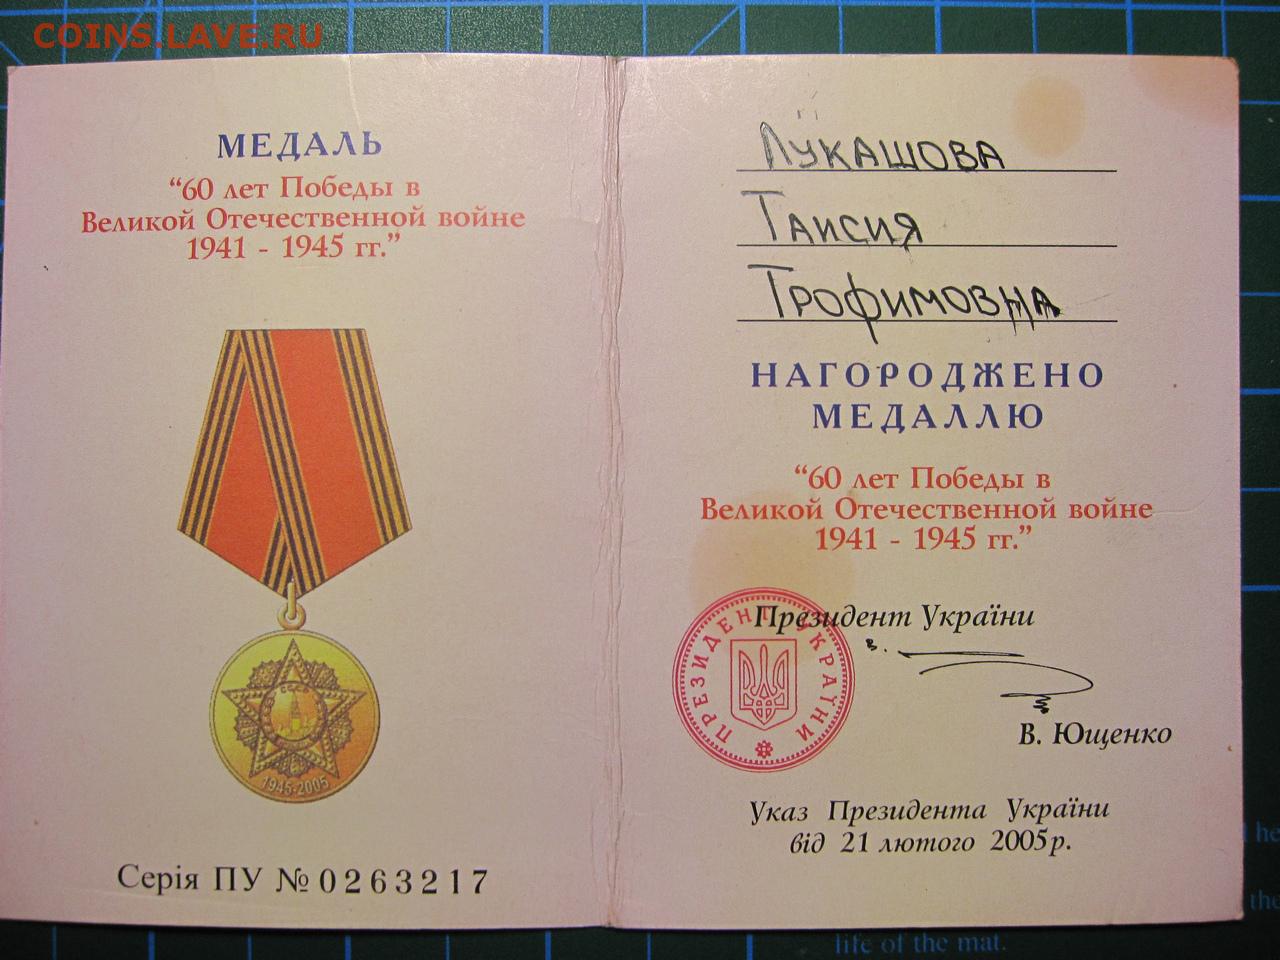 COINS.LAVE.RU
МЕДАЛЬ
“60 лет Победы в
Великой Отечественной войне
1941 - 1945 гг.”
СССР
1945-2005
Серія ПУ №0263217
ЛУКАШОВА
ТАИСИЯ
ТРОФИМОВНА
НАГОРОДЖЕНО
МЕДАЛЛЮ
“60 лет Победы в
Великой Отечественной войне
1941 - 1945 гг.”
Президент України
ПРЕЗИДЕНТ УКРАЇНИ
В. Ющенко
Указ Президента України
від 21 лютого 2005р.
life of the mat.